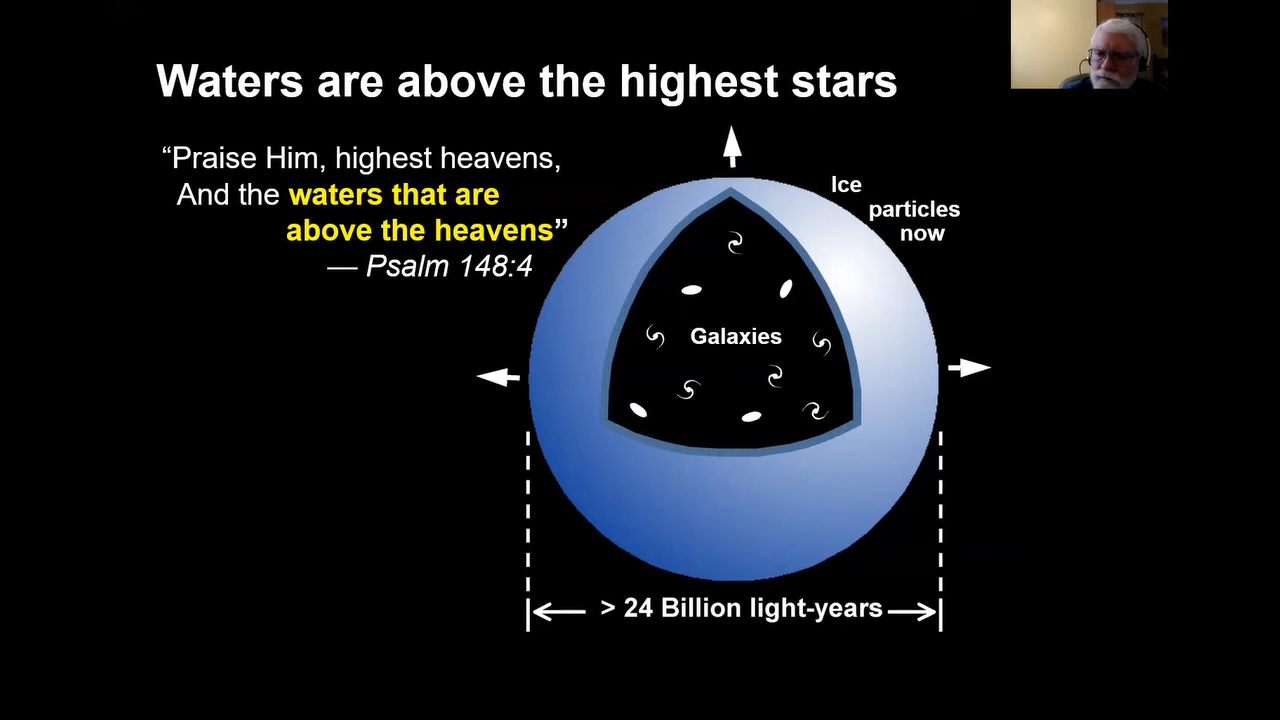 Waters are above the highest stars
“Praise Him, highest heavens,
And the waters that are
above the heavens”
— Psalm 148:4
Ice
particles
now
Galaxies
> 24 Billion light-years